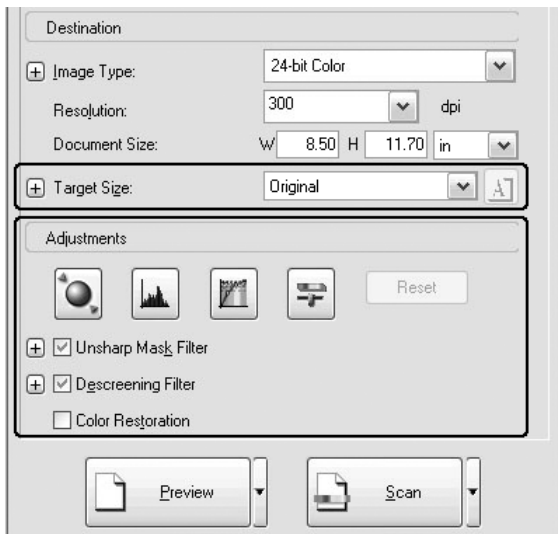 Destination
Image Type: 24-bit Color
Resolution: 300 dpi
Document Size: W 8.50 H 11.70 in
Target Size: Original A
Adjustments
Reset
Unsharp Mask Filter
Descreening Filter
Color Restoration
Preview Scan